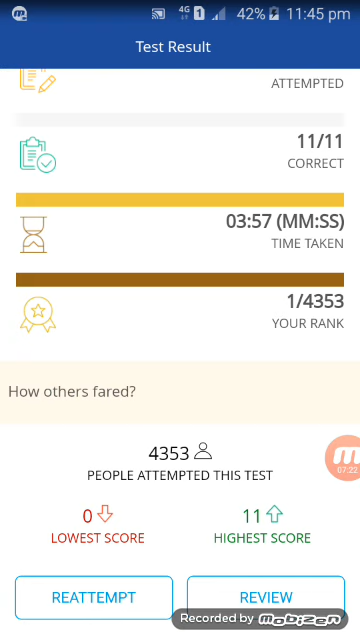 4G 1 42% 11:45 pm
Test Result
ATTEMPTED
11/11
CORRECT
03:57 (MM:SS)
TIME TAKEN
1/4353
YOUR RANK
How others fared?
4353
PEOPLE ATTEMPTED THIS TEST
07:22
0 11
LOWEST SCORE HIGHEST SCORE
REATTEMPT REVIEW
Recorded by mobizen